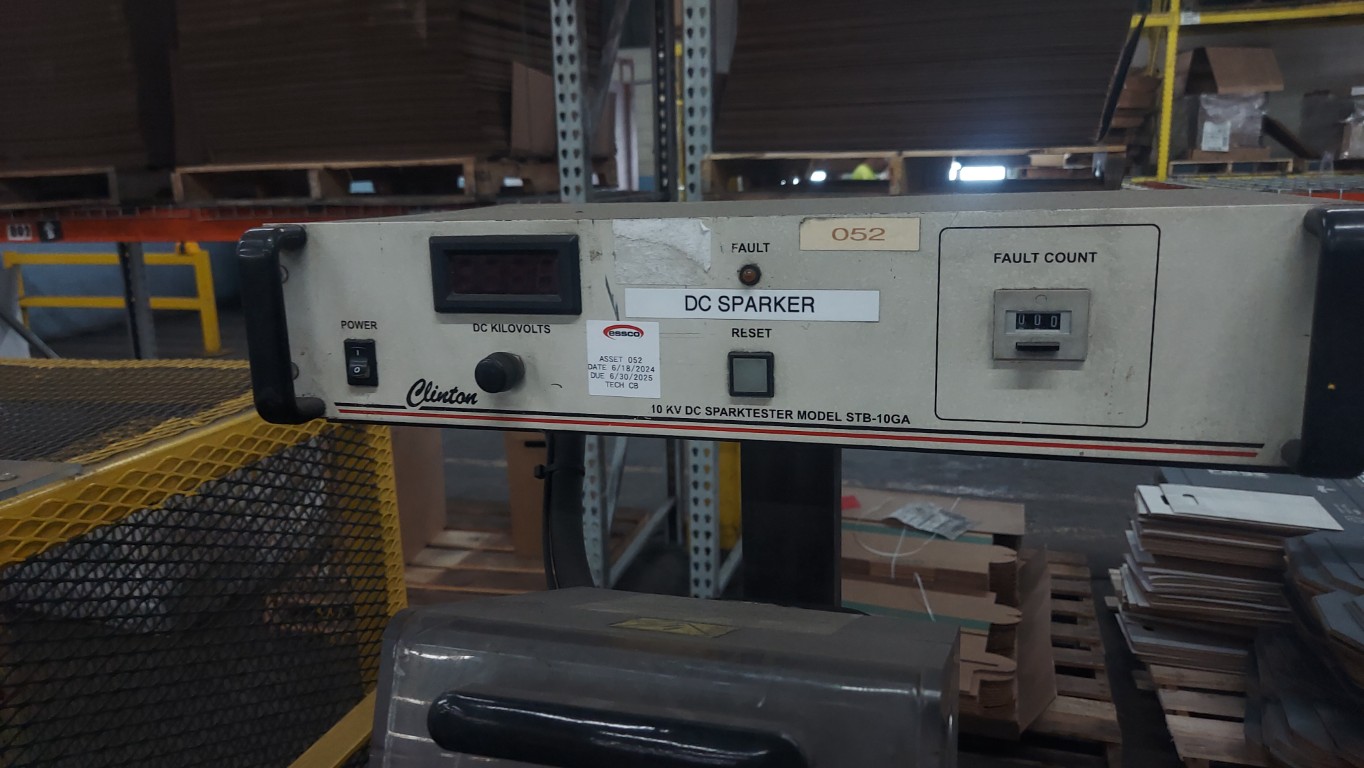 052
FAULT
FAULT COUNT
000
DC SPARKER
POWER
I
O
DC KILOVOLTS
essco
ASSET 052
DATE 6/18/2024
DUE 6/30/2025
TECH CB
RESET
Clinton
10 KV DC SPARKTESTER MODEL STB-10GA